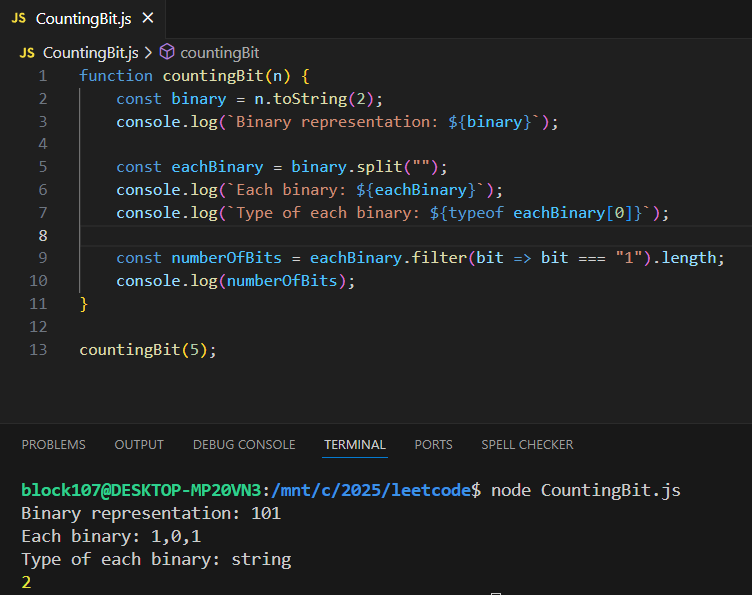 JS CountingBit.js ×
JS CountingBit.js > countingBit
1 function countingBit(n) {
2     const binary = n.toString(2);
3     console.log(`Binary representation: ${binary}`);
4
5     const eachBinary = binary.split("");
6     console.log(`Each binary: ${eachBinary}`);
7     console.log(`Type of each binary: ${typeof eachBinary[0]}`);
8
9     const numberOfBits = eachBinary.filter(bit => bit === "1").length;
10     console.log(numberOfBits);
11 }
12
13 countingBit(5);
PROBLEMS OUTPUT DEBUG CONSOLE TERMINAL PORTS SPELL CHECKER
block107@DESKTOP-MP20VN3:/mnt/c/2025/leetcode$ node CountingBit.js
Binary representation: 101
Each binary: 1,0,1
Type of each binary: string
2